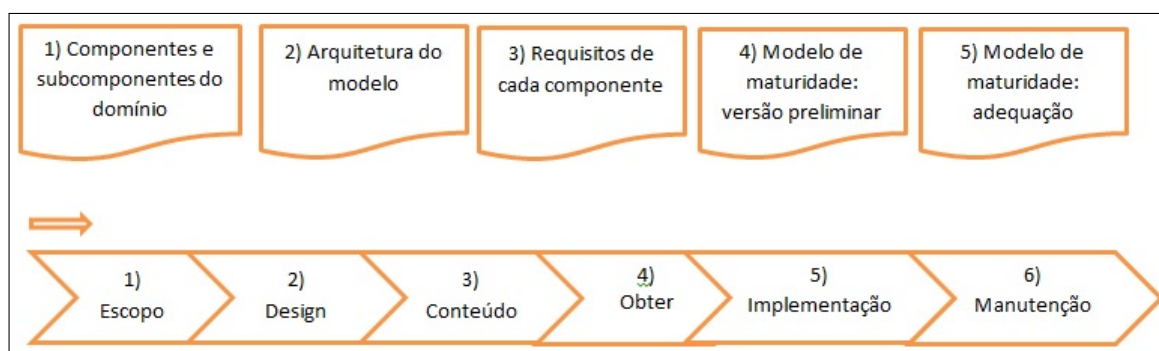 1) Componentes e
subcomponentes do
domínio
2) Arquitetura do
modelo
3) Requisitos de
cada componente
4) Modelo de
maturidade:
versão preliminar
5) Modelo de
maturidade:
adequação
1)
Escopo
2)
Design
3)
Conteúdo
4)
Obter
5)
Implementação
6)
Manutenção